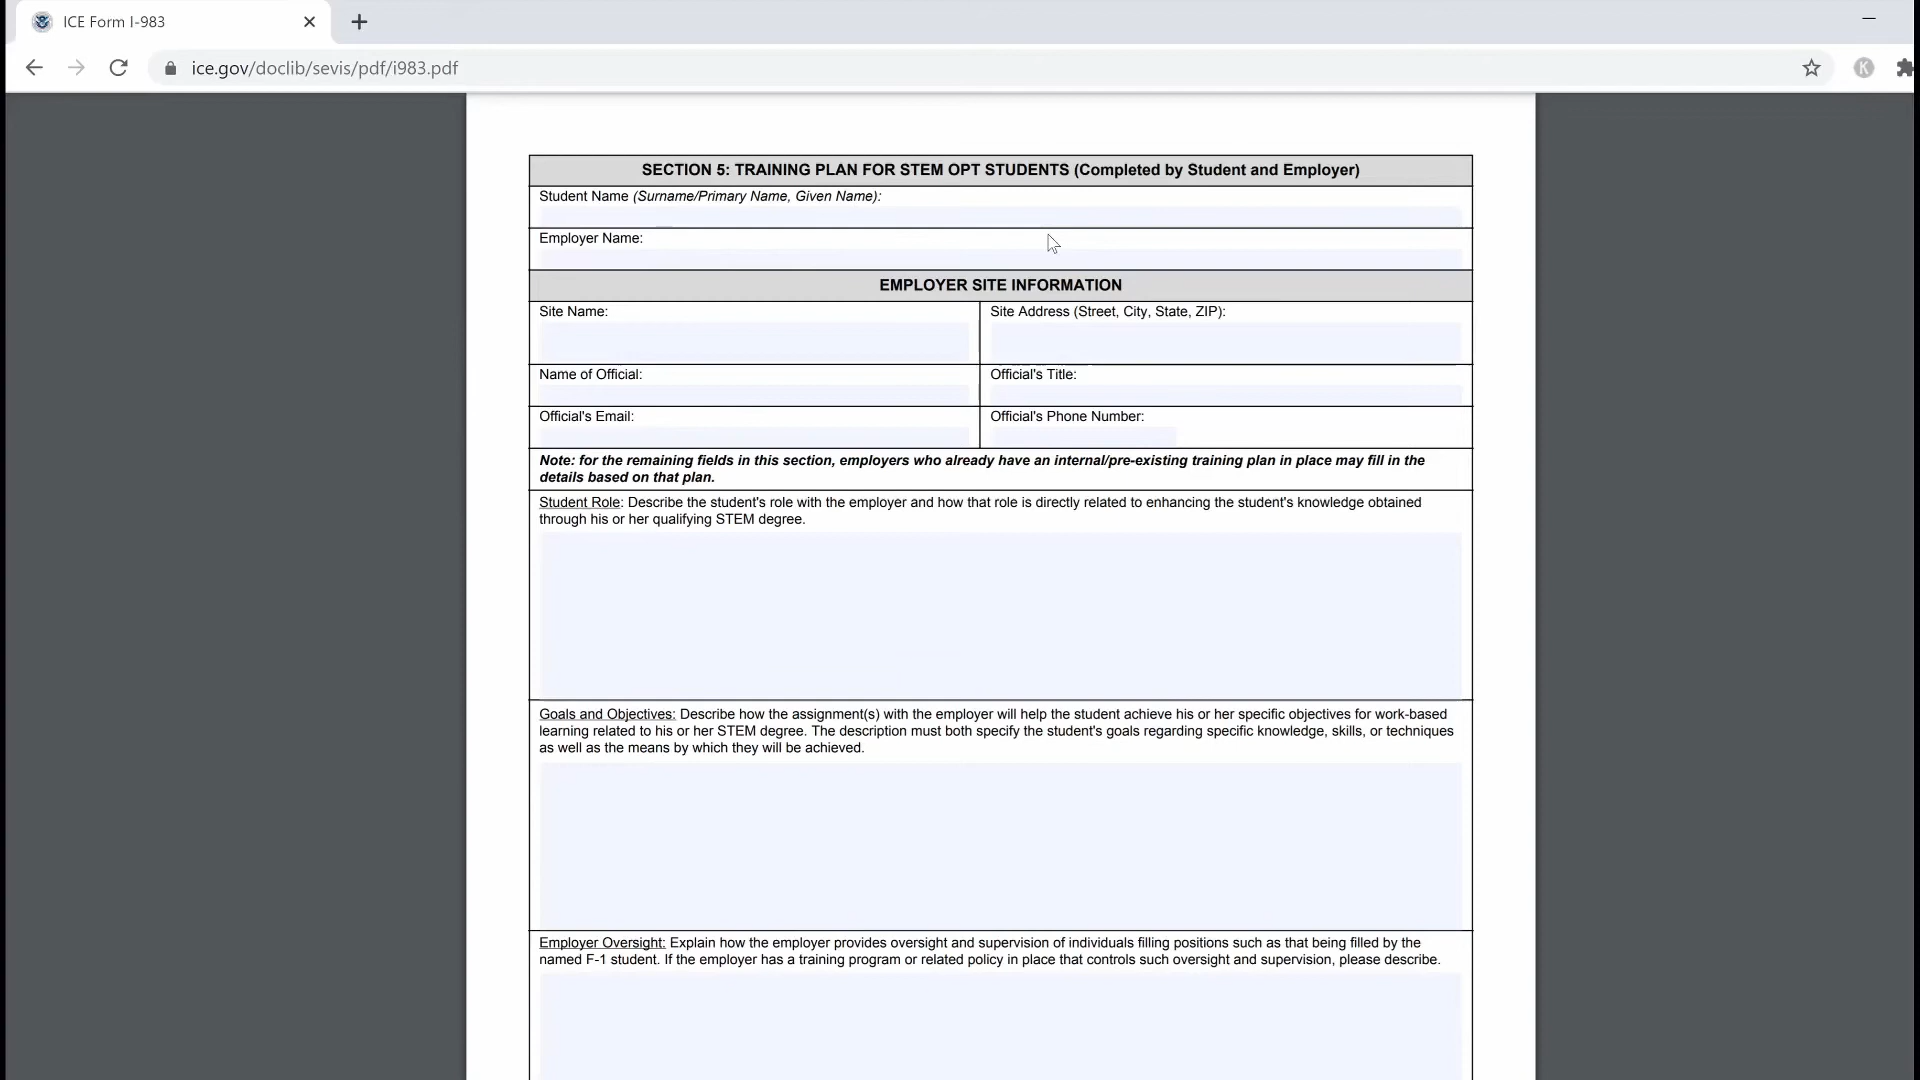 ICE Form I-983
ice.gov/doclib/sevis/pdf/i983.pdf
K
SECTION 5: TRAINING PLAN FOR STEM OPT STUDENTS (Completed by Student and Employer)
Student Name (Surname/Primary Name, Given Name):
Employer Name:
EMPLOYER SITE INFORMATION
Site Name:
Site Address (Street, City, State, ZIP):
Name of Official:
Official's Title:
Official's Email:
Official's Phone Number:
Note: for the remaining fields in this section, employers who already have an internal/pre-existing training plan in place may fill in the
details based on that plan.
Student Role: Describe the student's role with the employer and how that role is directly related to enhancing the student's knowledge obtained
through his or her qualifying STEM degree.
Goals and Objectives: Describe how the assignment(s) with the employer will help the student achieve his or her specific objectives for work-based
learning related to his or her STEM degree. The description must both specify the student's goals regarding specific knowledge, skills, or techniques
as well as the means by which they will be achieved.
Employer Oversight: Explain how the employer provides oversight and supervision of individuals filling positions such as that being filled by the
named F-1 student. If the employer has a training program or related policy in place that controls such oversight and supervision, please describe.